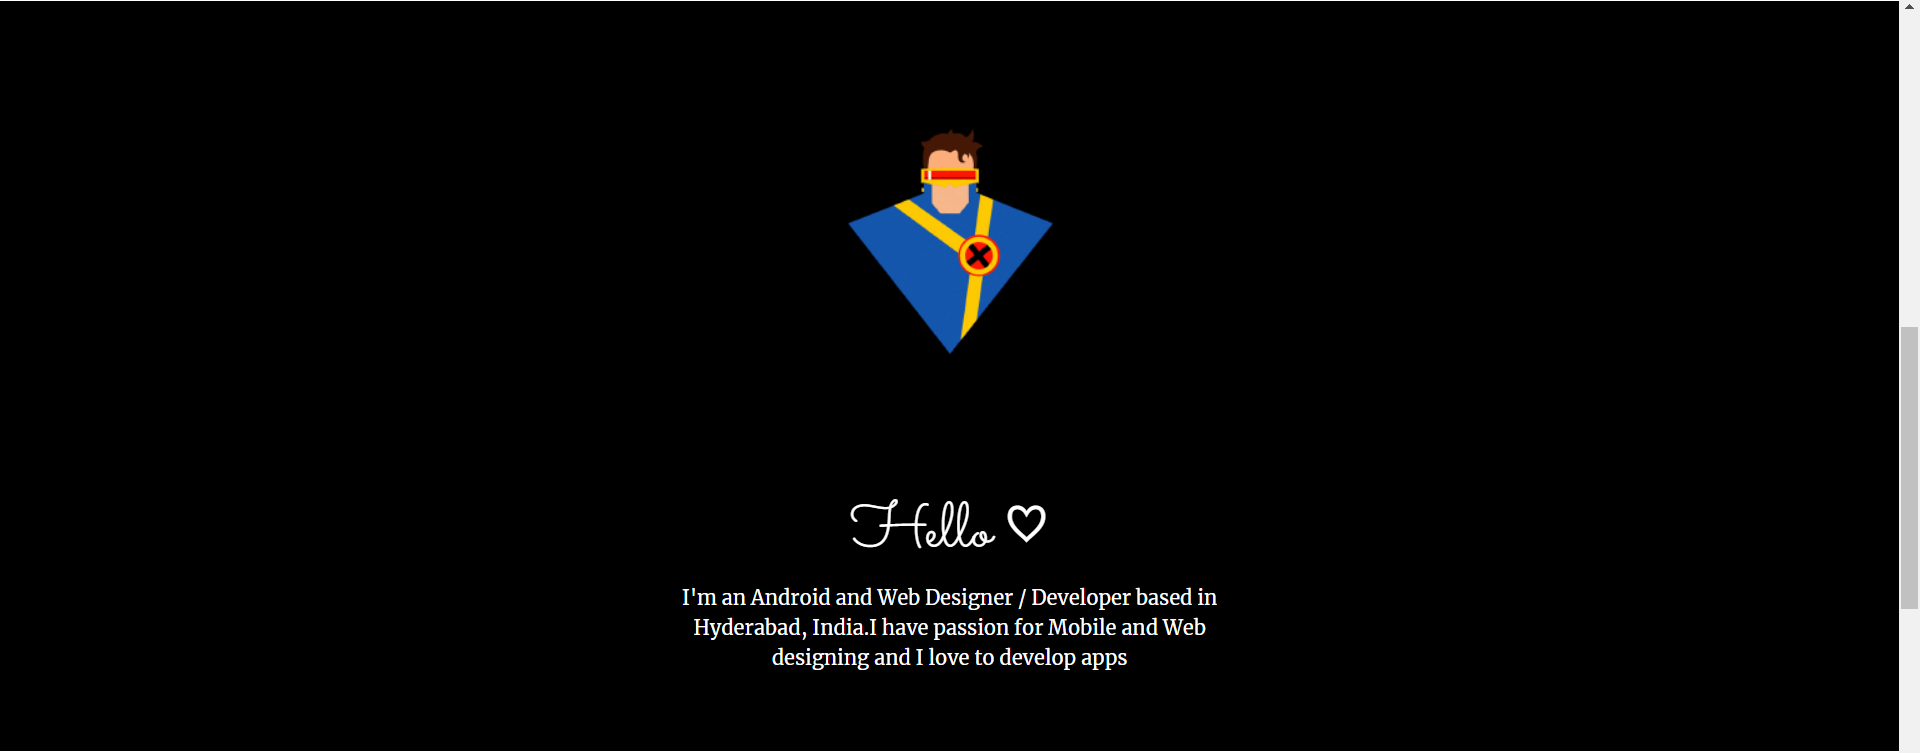 Hello ♡
I'm an Android and Web Designer / Developer based in
Hyderabad, India.I have passion for Mobile and Web
designing and I love to develop apps